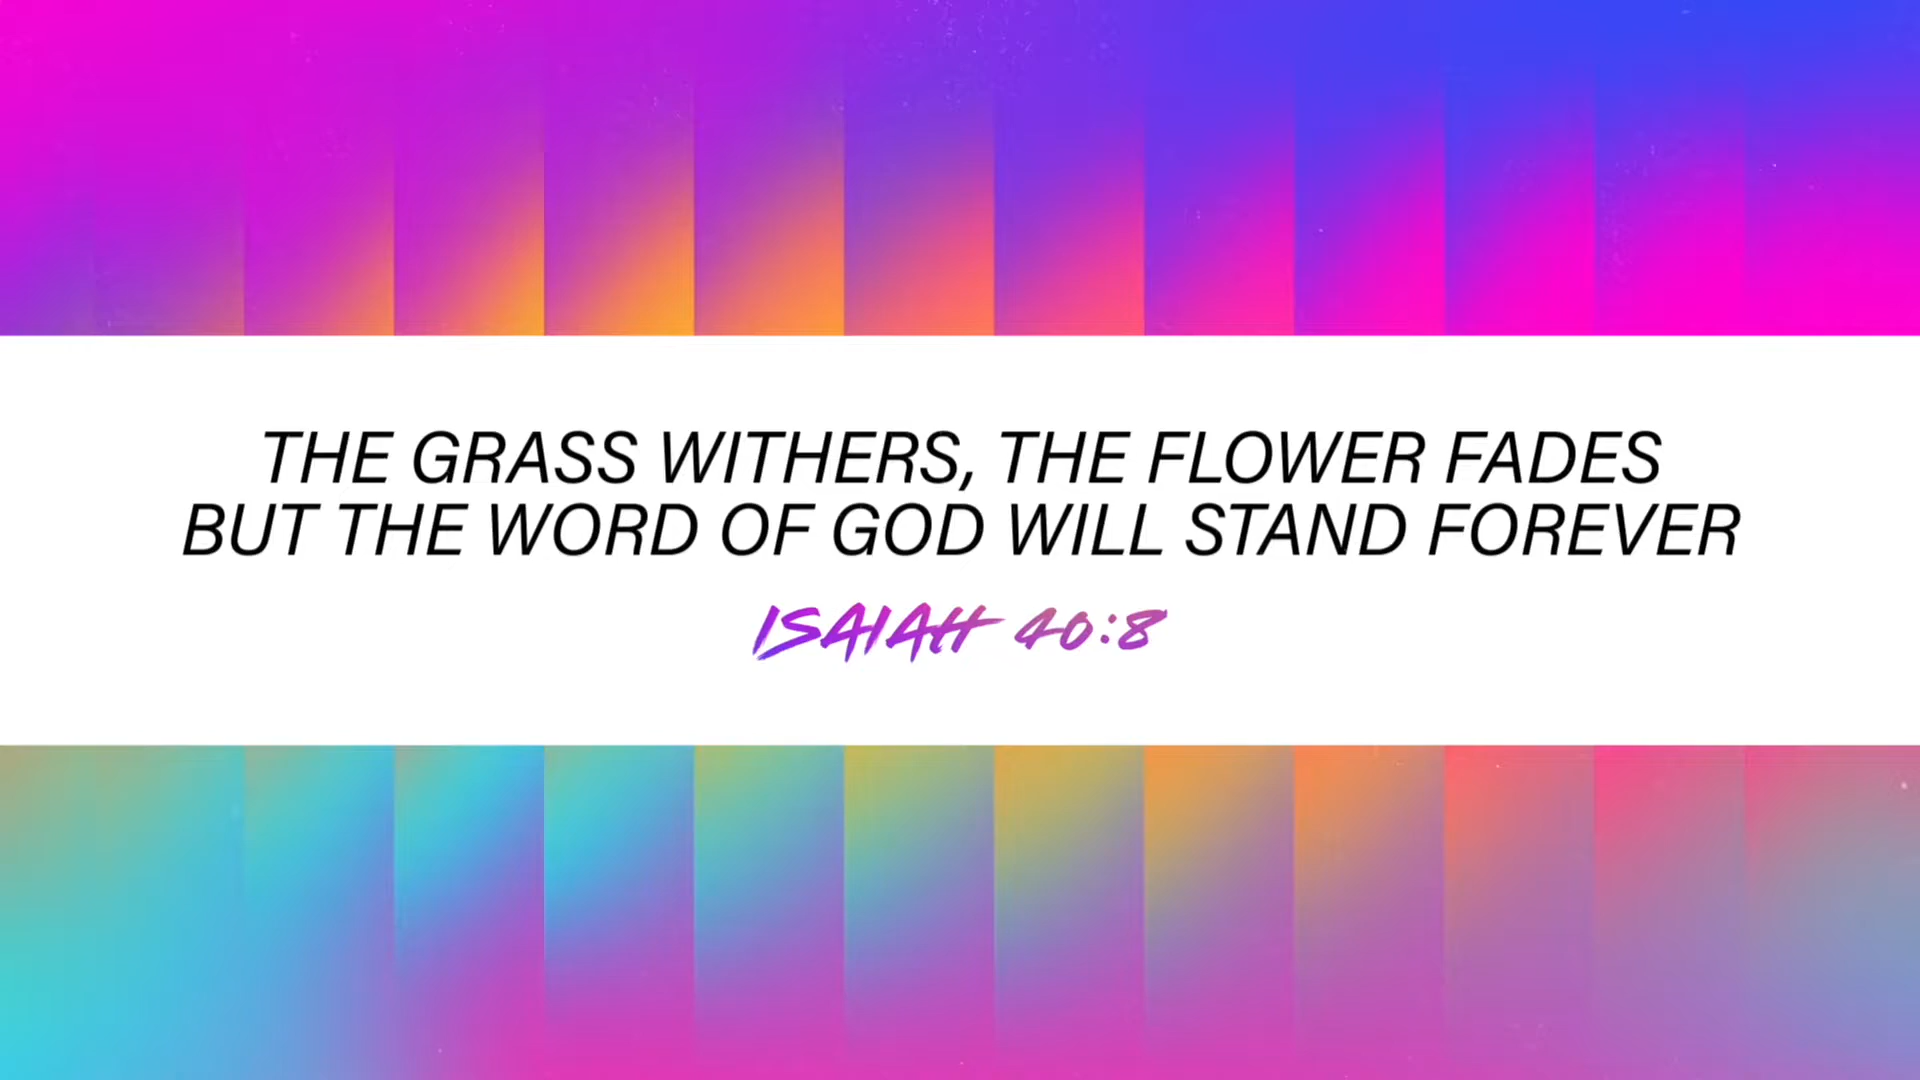 THE GRASS WITHERS, THE FLOWER FADES
BUT THE WORD OF GOD WILL STAND FOREVER
ISAIAH 40:8